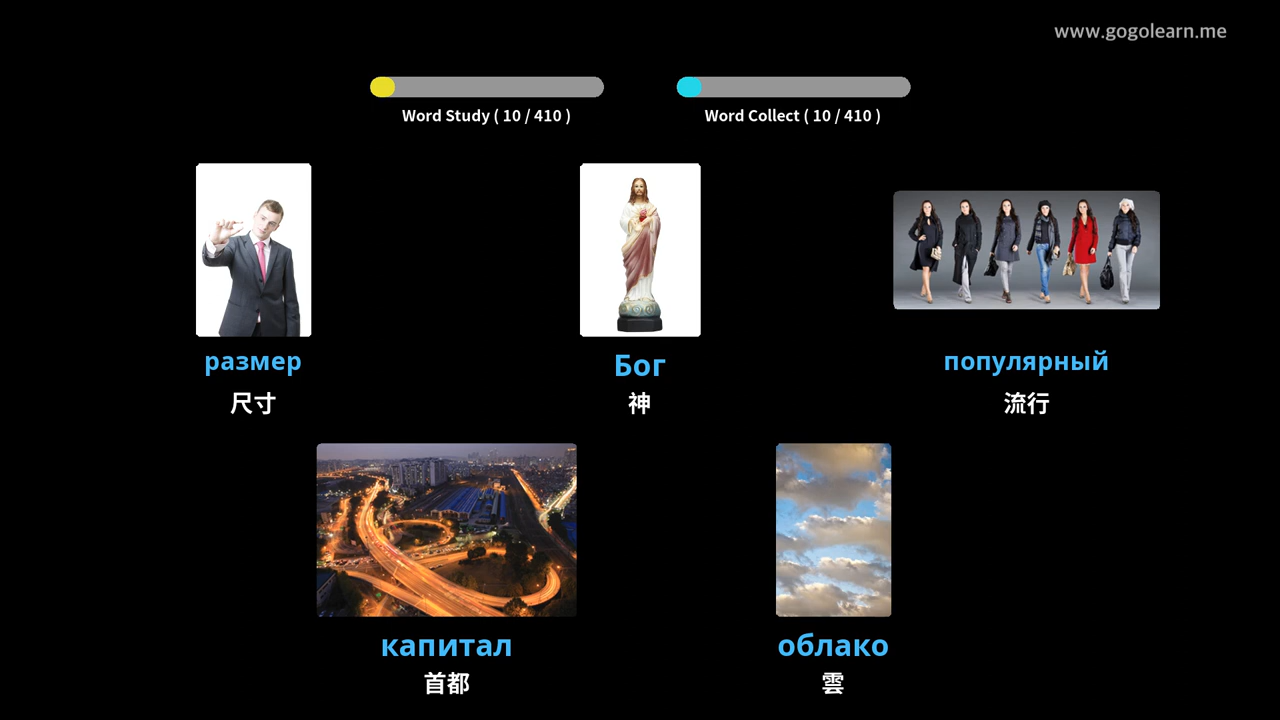 www.gogolearn.me
Word Study ( 10 / 410 )
Word Collect ( 10 / 410 )
размер
尺寸
Бог
神
популярный
流行
капитал
首都
облако
雲